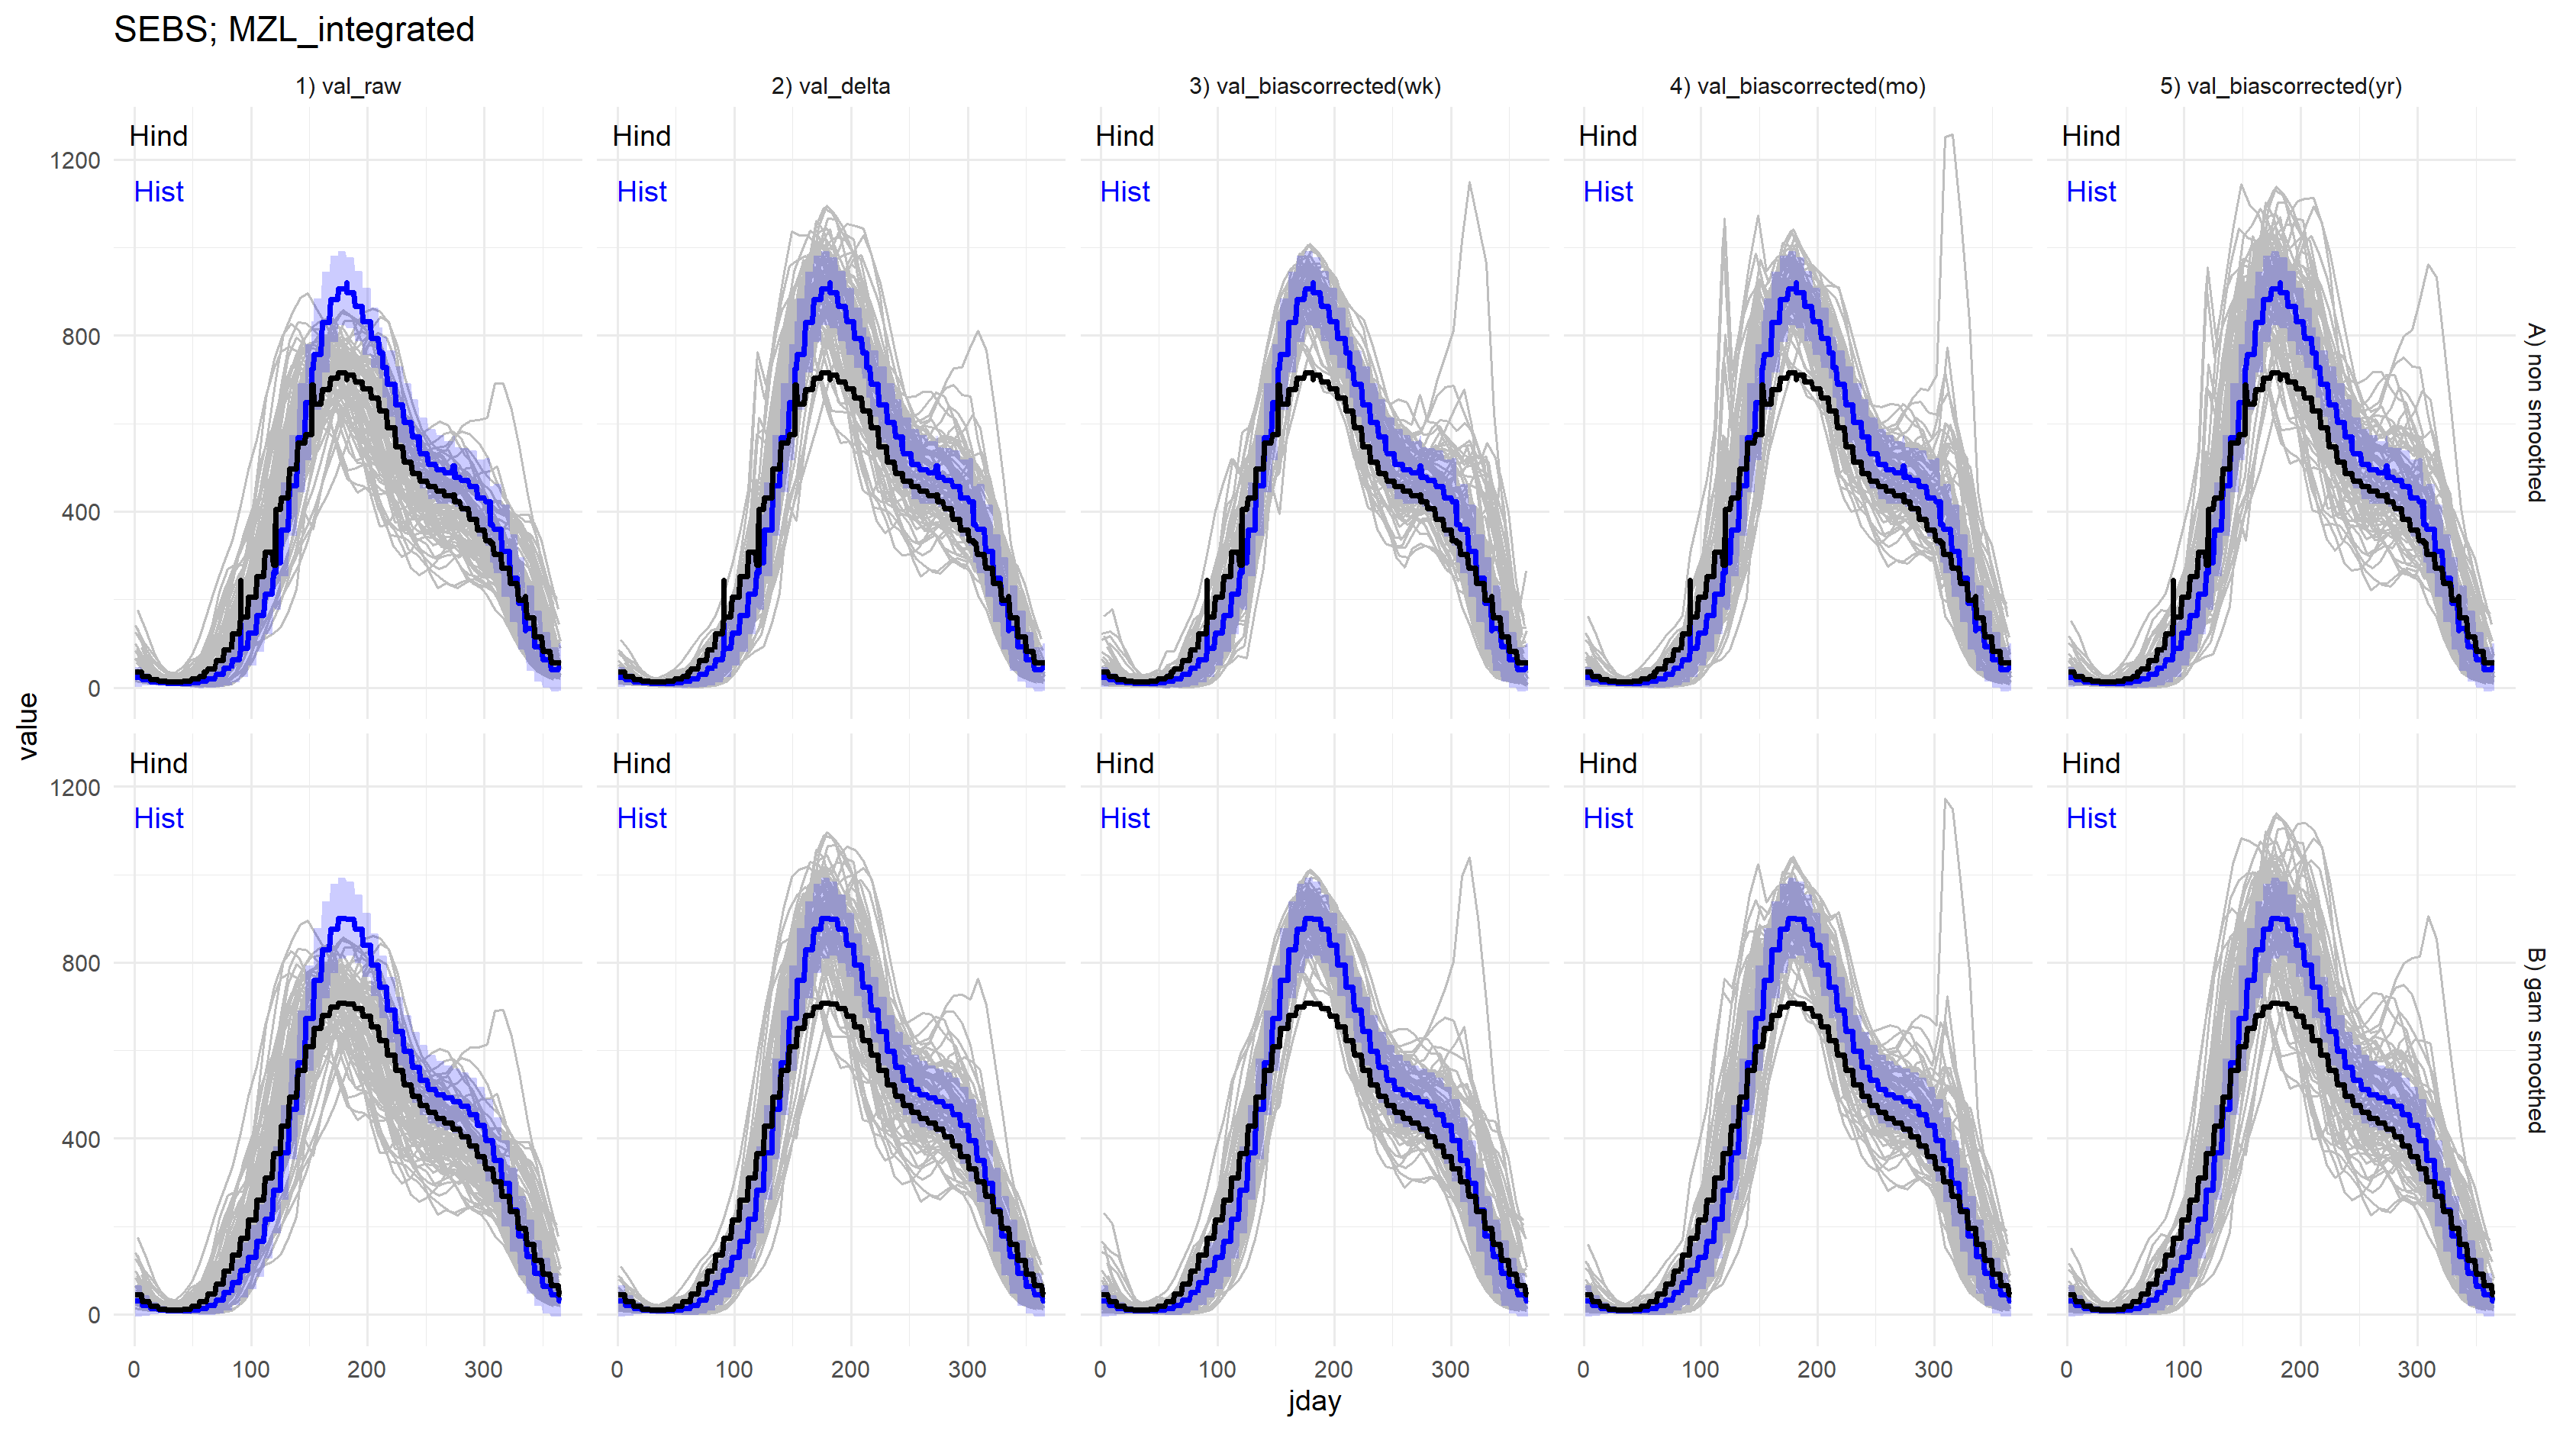 SEBS; MZL_integrated
1) val_raw
2) val_delta
3) val_biascorrected(wk)
4) val_biascorrected(mo)
5) val_biascorrected(yr)
Hind
Hind
Hind
Hind
Hind
Hist
Hist
Hist
Hist
Hist
1200
800
400
0
A) non smoothed
value
Hind
Hind
Hind
Hind
Hind
Hist
Hist
Hist
Hist
Hist
1200
800
400
0
B) gam smoothed
0 100 200 300
0 100 200 300
0 100 200 300
0 100 200 300
0 100 200 300
jday